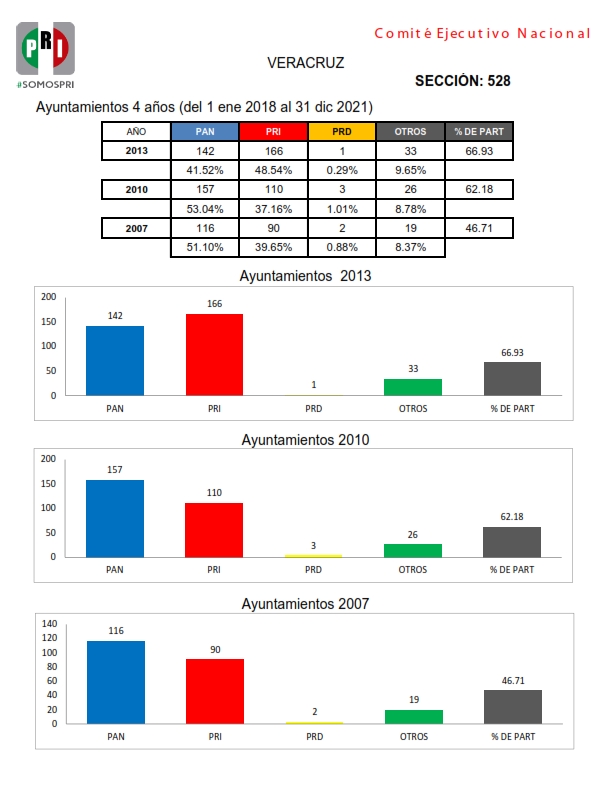 Comité Ejecutivo Nacional
PRI
#SOMOSPRI
VERACRUZ
SECCIÓN: 528
Ayuntamientos 4 años (del 1 ene 2018 al 31 dic 2021)
AÑO PAN PRI PRD OTROS % DE PART
2013 142 166 1 33 66.93
41.52% 48.54% 0.29% 9.65%
2010 157 110 3 26 62.18
53.04% 37.16% 1.01% 8.78%
2007 116 90 2 19 46.71
51.10% 39.65% 0.88% 8.37%
Ayuntamientos 2013
200
150
100
50
0
142
166
1
33
66.93
PAN PRI PRD OTROS % DE PART
Ayuntamientos 2010
200
150
100
50
0
157
110
3
26
62.18
PAN PRI PRD OTROS % DE PART
Ayuntamientos 2007
140
120
100
80
60
40
20
0
116
90
2
19
46.71
PAN PRI PRD OTROS % DE PART